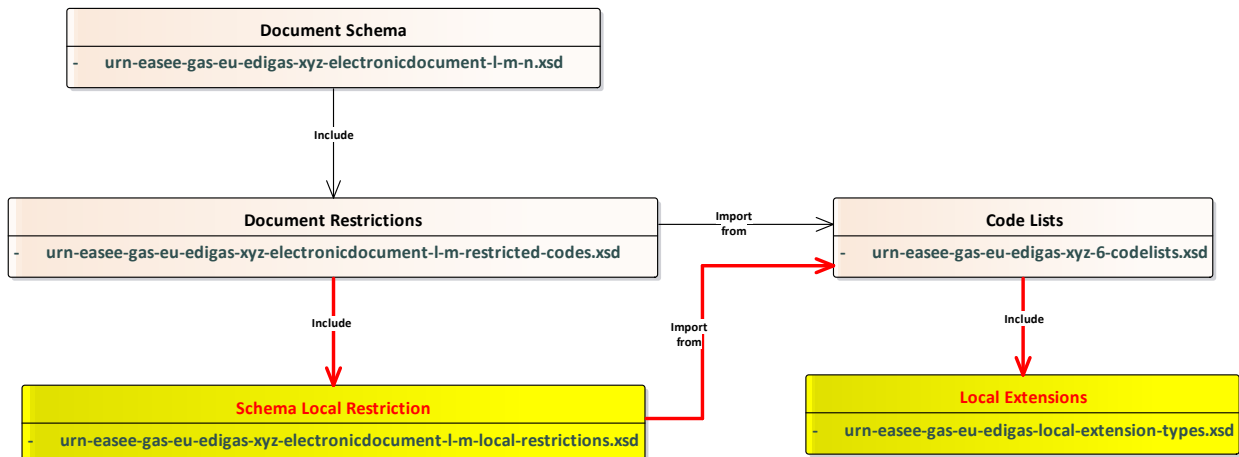 Document Schema
- urn-easee-gas-eu-edigas-xyz-electronicdocument-l-m-n.xsd
Include
Document Restrictions
- urn-easee-gas-eu-edigas-xyz-electronicdocument-l-m-restricted-codes.xsd
Import
from
Code Lists
- urn-easee-gas-eu-edigas-xyz-6-codelists.xsd
Include
Import
from
Include
Schema Local Restriction
- urn-easee-gas-eu-edigas-xyz-electronicdocument-l-m-local-restrictions.xsd
Local Extensions
- urn-easee-gas-eu-edigas-local-extension-types.xsd